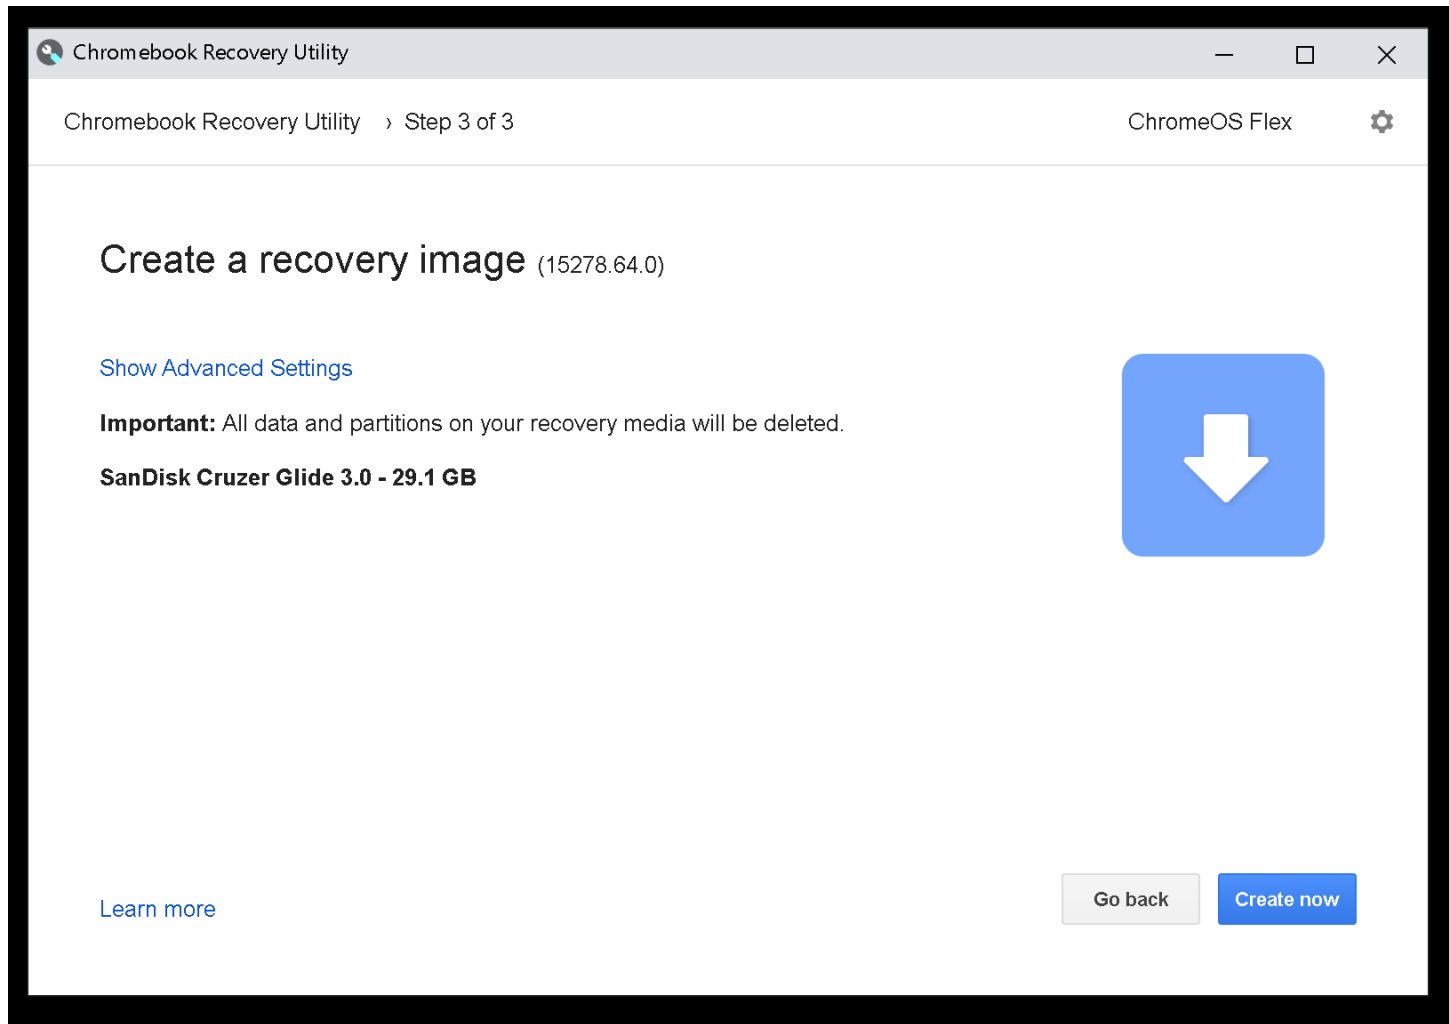 Chromebook Recovery Utility
Chromebook Recovery Utility › Step 3 of 3
ChromeOS Flex
Create a recovery image (15278.64.0)
Show Advanced Settings
Important: All data and partitions on your recovery media will be deleted.
SanDisk Cruzer Glide 3.0 - 29.1 GB
Learn more
Go back
Create now